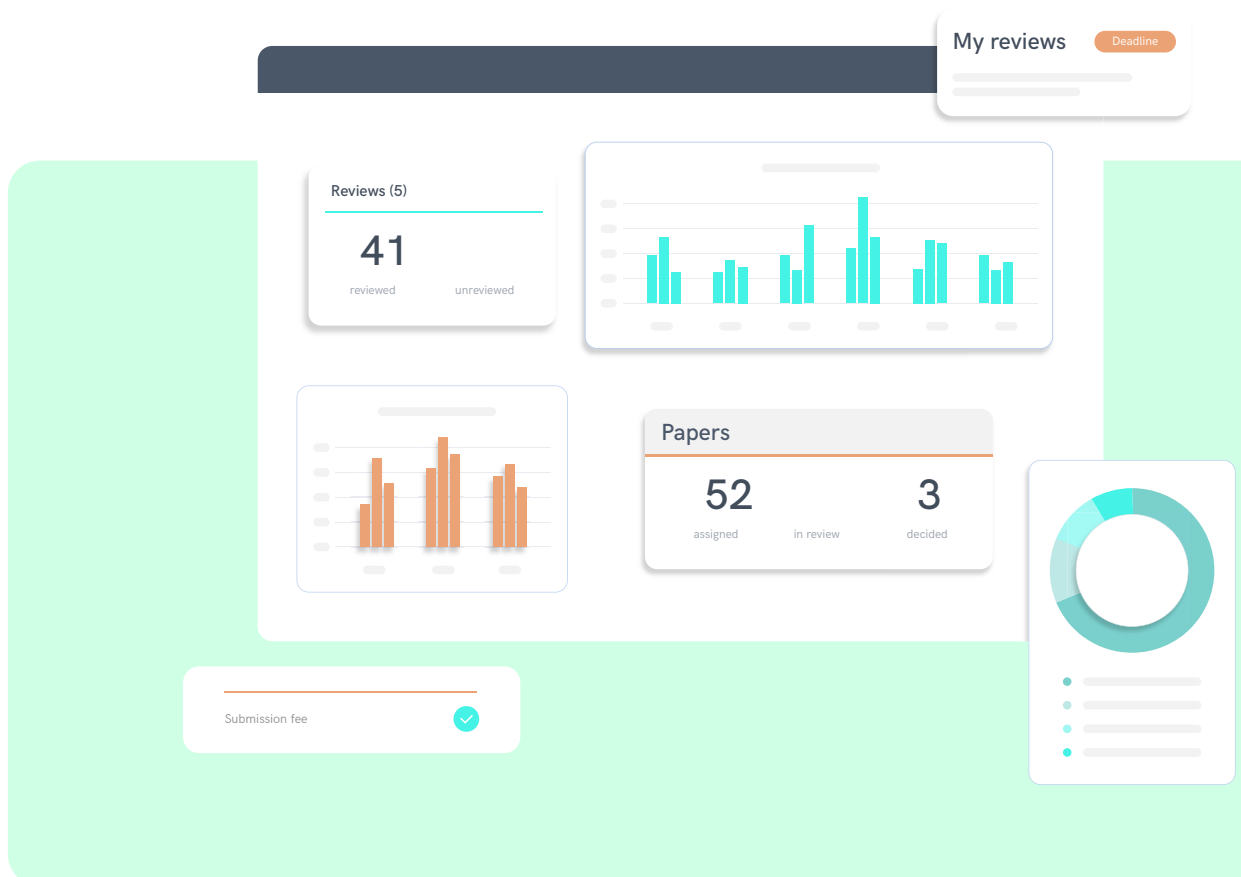 My reviews
Deadline
Reviews (5)
41
reviewed unreviewed
Papers
52 3
assigned in review decided
Submission fee